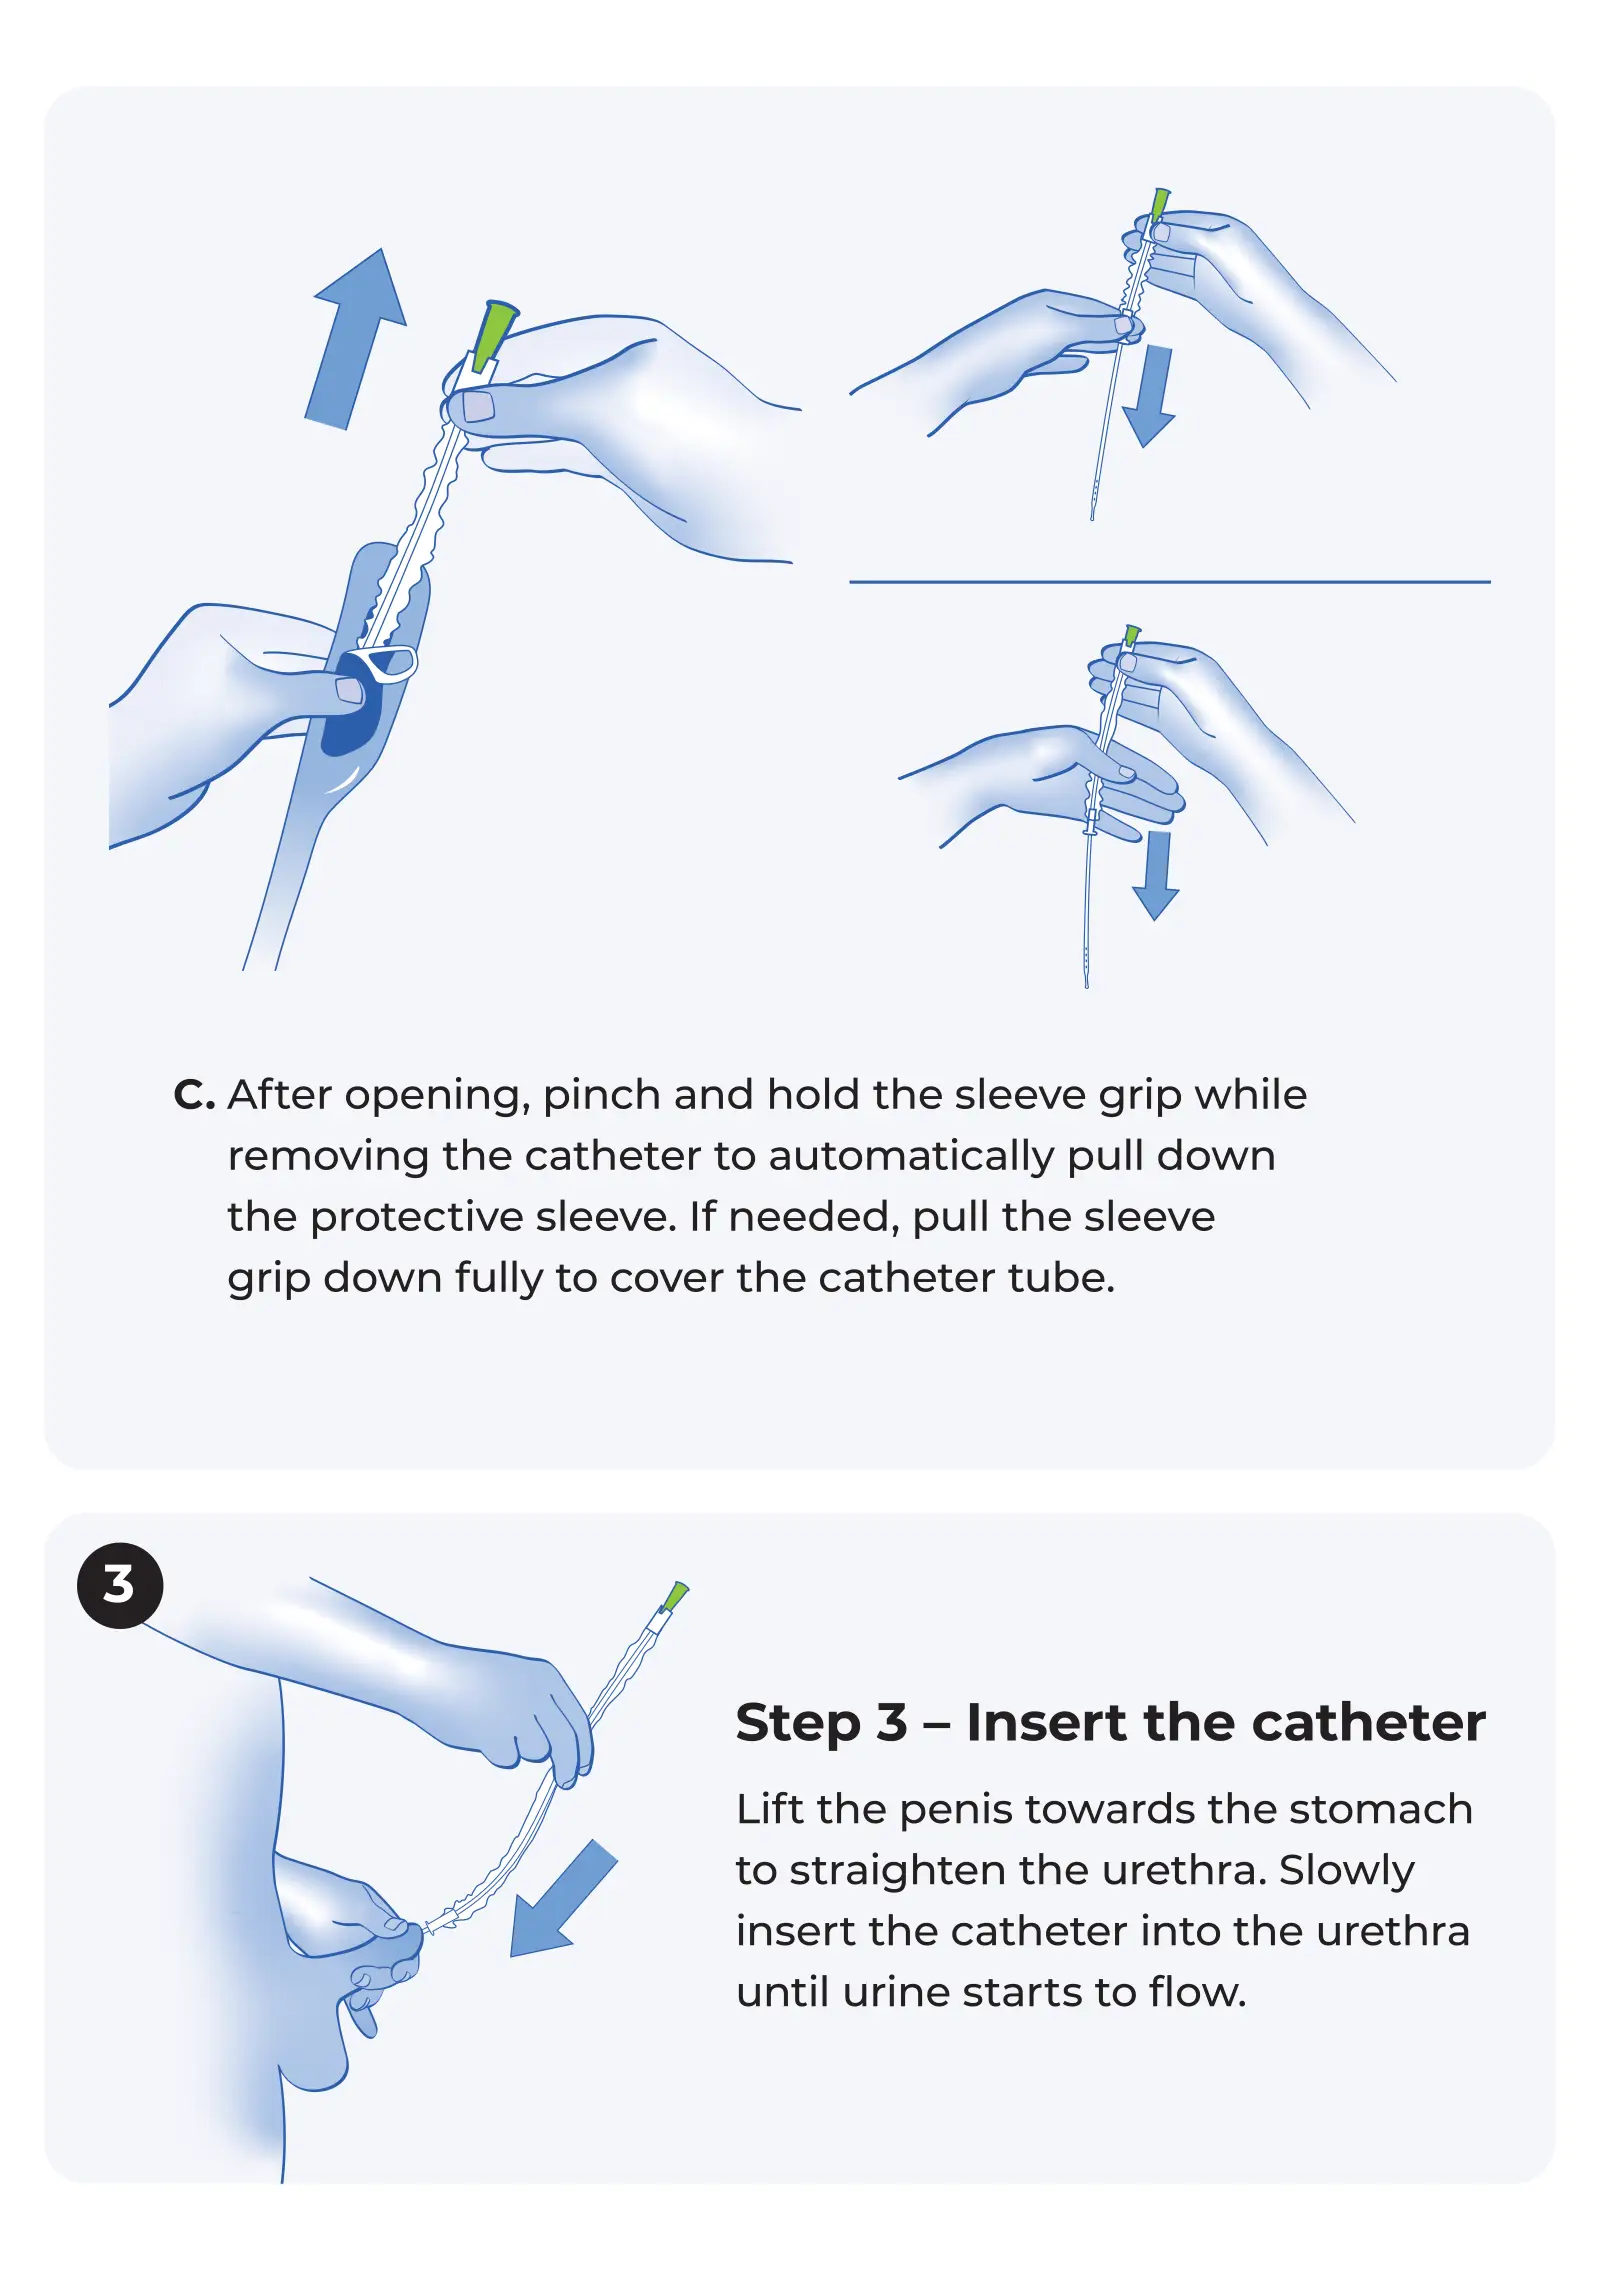 C. After opening, pinch and hold the sleeve grip while
removing the catheter to automatically pull down
the protective sleeve. If needed, pull the sleeve
grip down fully to cover the catheter tube.
3
Step 3 – Insert the catheter
Lift the penis towards the stomach
to straighten the urethra. Slowly
insert the catheter into the urethra
until urine starts to flow.